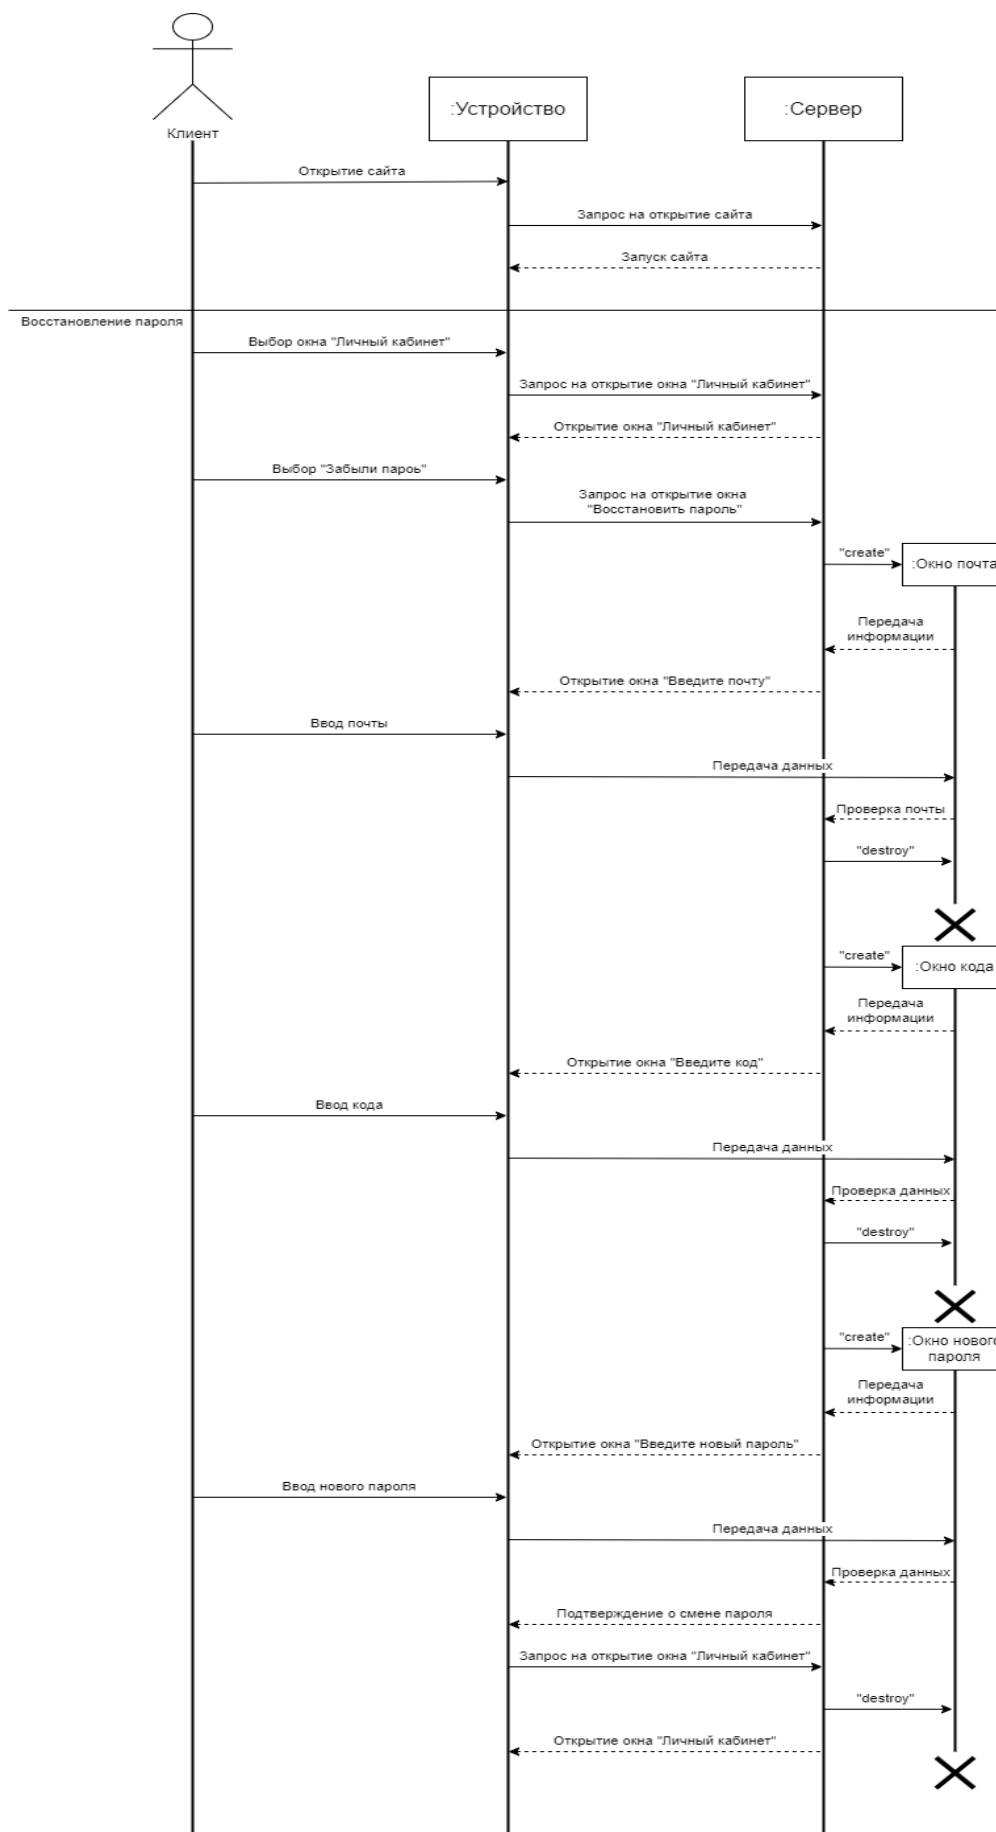 Клиент
:Устройство
:Сервер
Открытие сайта
Запрос на открытие сайта
Запуск сайта
Восстановление пароля
Выбор окна "Личный кабинет"
Запрос на открытие окна "Личный кабинет"
Открытие окна "Личный кабинет"
Выбор "Забыли пароь"
Запрос на открытие окна
"Восстановить пароль"
"create"
:Окно почта
Передача
информации
Открытие окна "Введите почту"
Ввод почты
Передача данных
Проверка почты
"destroy"
"create"
:Окно кода
Передача
информации
Открытие окна "Введите код"
Ввод кода
Передача данных
Проверка данных
"destroy"
"create"
:Окно нового
пароля
Передача
информации
Открытие окна "Введите новый пароль"
Ввод нового пароля
Передача данных
Проверка данных
Подтверждение о смене пароля
Запрос на открытие окна "Личный кабинет"
"destroy"
Открытие окна "Личный кабинет"